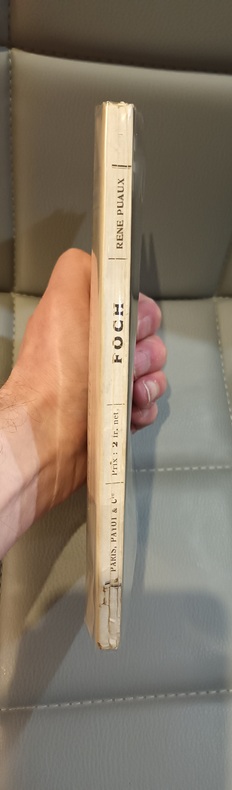 RENÉ PUAUX
FOCH
Prix : 2 fr. net.
PARIS, PAYOT & Cie